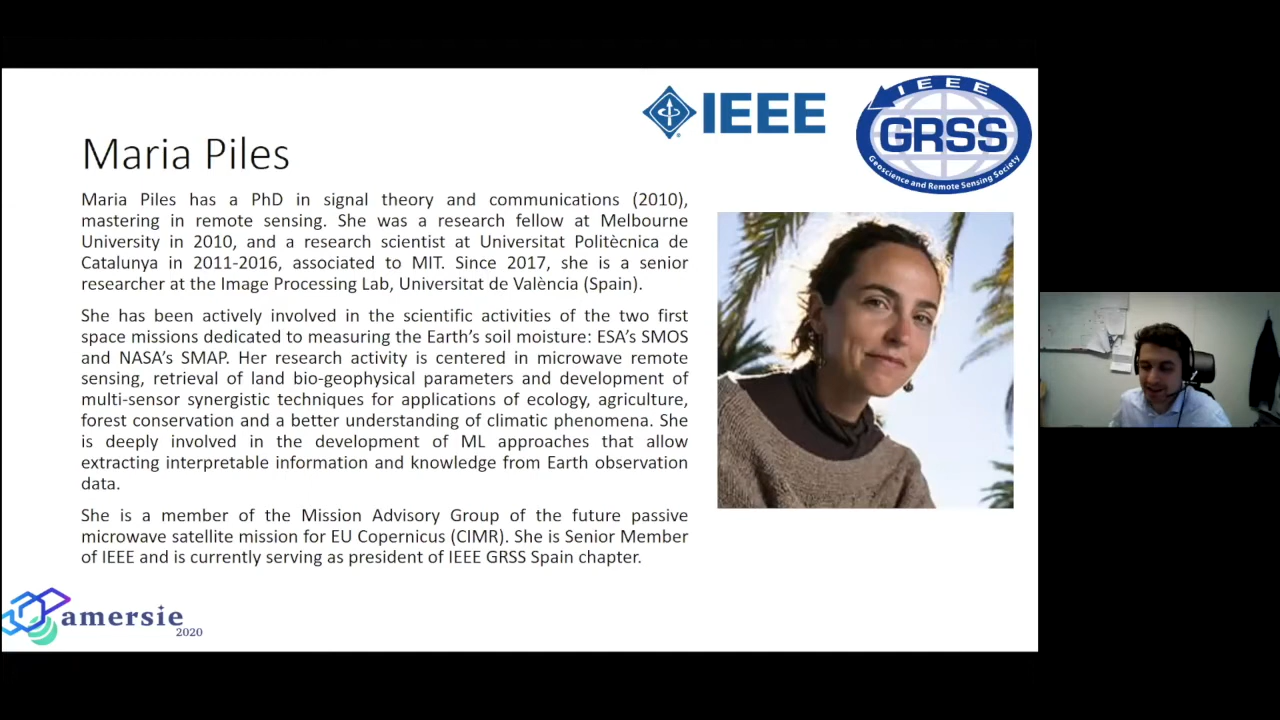 IEEE
IEEE
GRSS
Geoscience and Remote Sensing Society
Maria Piles
Maria Piles has a PhD in signal theory and communications (2010),
mastering in remote sensing. She was a research fellow at Melbourne
University in 2010, and a research scientist at Universitat Politècnica de
Catalunya in 2011-2016, associated to MIT. Since 2017, she is a senior
researcher at the Image Processing Lab, Universitat de València (Spain).
She has been actively involved in the scientific activities of the two first
space missions dedicated to measuring the Earth's soil moisture: ESA's SMOS
and NASA's SMAP. Her research activity is centered in microwave remote
sensing, retrieval of land bio-geophysical parameters and development of
multi-sensor synergistic techniques for applications of ecology, agriculture,
forest conservation and a better understanding of climatic phenomena. She
is deeply involved in the development of ML approaches that allow
extracting interpretable information and knowledge from Earth observation
data.
She is a member of the Mission Advisory Group of the future passive
microwave satellite mission for EU Copernicus (CIMR). She is Senior Member
of IEEE and is currently serving as president of IEEE GRSS Spain chapter.
amersie
2020